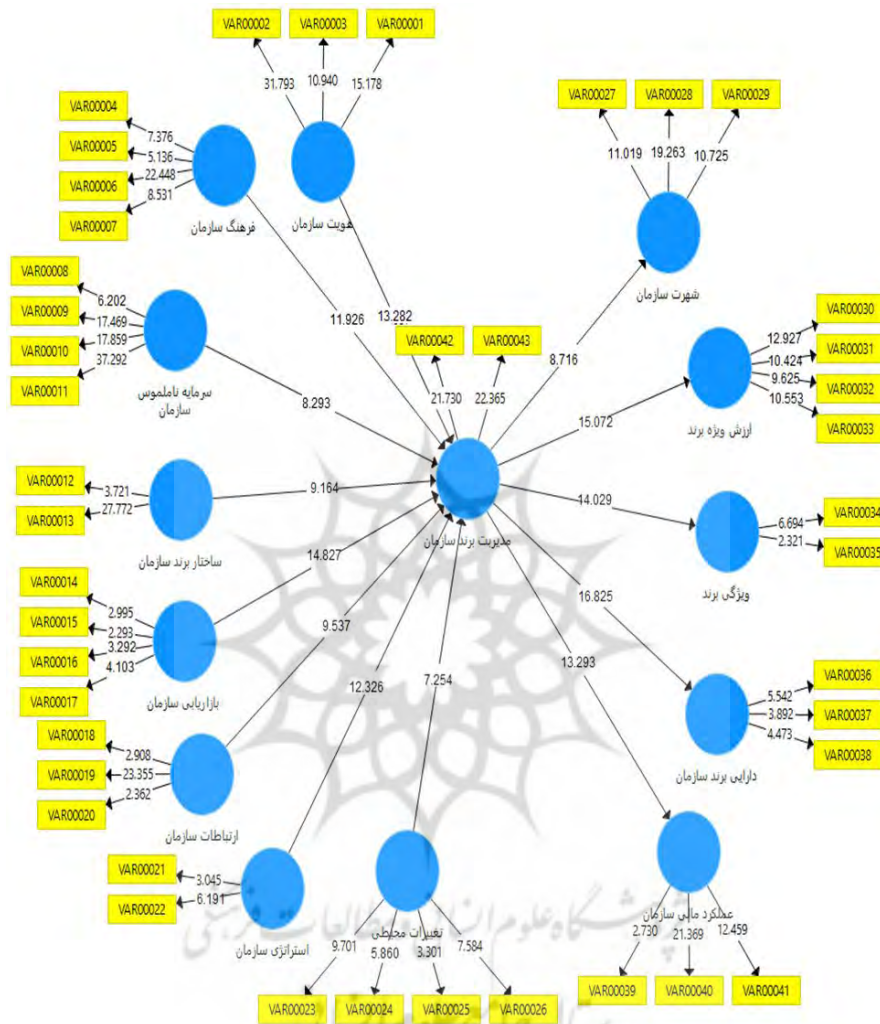 VAR00002
VAR00003
VAR00001
31.793
10.940
15.178
هویت سازمان
VAR00004
VAR00005
VAR00006
VAR00007
7.376
5.136
22.448
8.531
فرهنگ سازمان
VAR00027
VAR00028
VAR00029
11.019
19.263
10.725
شهرت سازمان
VAR00008
VAR00009
VAR00010
VAR00011
6.202
17.469
17.859
37.292
سرمایه ناملموس
سازمان
11.926
13.282
8.293
VAR00042
VAR00043
21.730
22.365
8.716
15.072
VAR00030
VAR00031
VAR00032
VAR00033
12.927
10.424
9.625
10.553
ارزش ویژه برند
VAR00012
VAR00013
3.721
27.772
ساختار برند سازمان
9.164
مدیریت برند سازمان
14.029
VAR00034
VAR00035
6.694
2.321
ویژگی برند
VAR00014
VAR00015
VAR00016
VAR00017
2.995
2.293
3.292
4.103
بازاریابی سازمان
14.827
9.537
12.326
7.254
16.825
13.293
VAR00036
VAR00037
VAR00038
5.542
3.892
4.473
دارایی برند سازمان
VAR00018
VAR00019
VAR00020
2.908
23.355
2.362
ارتباطات سازمان
VAR00021
VAR00022
3.045
6.191
استراتژی سازمان
تغییرات محیطی
9.701
5.860
3.301
7.584
VAR00023
VAR00024
VAR00025
VAR00026
عملکرد مالی سازمان
2.730
21.369
12.459
VAR00039
VAR00040
VAR00041
پژوهشگاه علوم انسانی و مطالعات فرهنگی